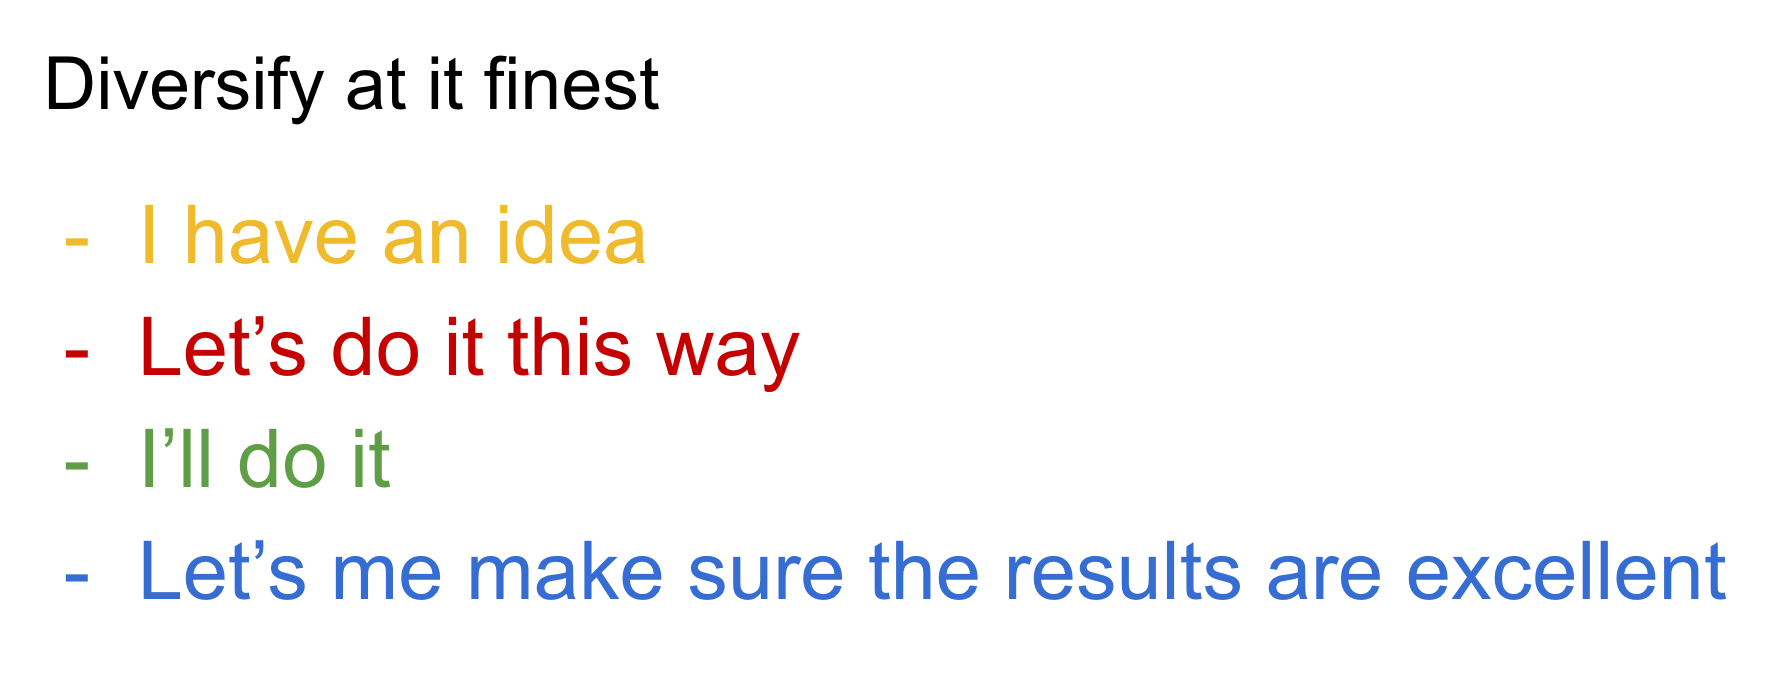 Diversify at it finest
- I have an idea
- Let’s do it this way
- I’ll do it
- Let’s me make sure the results are excellent